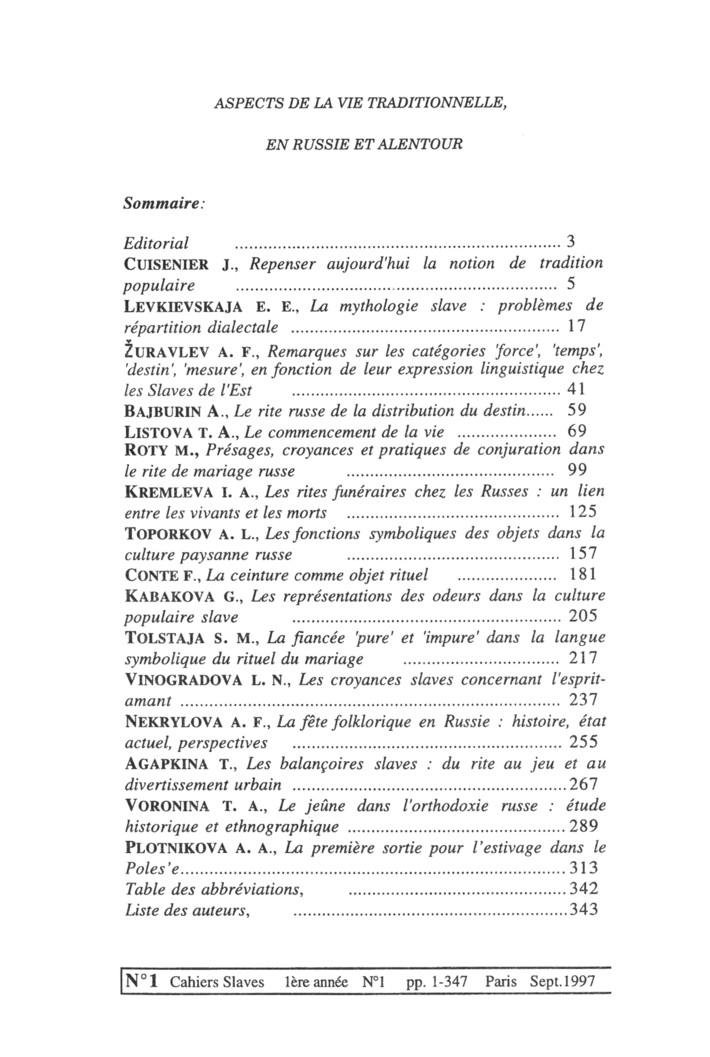 ASPECTS DE LA VIE TRADITIONNELLE,
EN RUSSIE ET ALENTOUR
Sommaire:
Editorial ..................................................................... 3
CUISENIER J., Repenser aujourd'hui la notion de tradition
populaire .................................................................... 5
LEVKIEVSKAJA E. E., La mythologie slave : problèmes de
répartition dialectale ......................................................... 17
ŽURAVLEV A. F., Remarques sur les catégories 'force', 'temps',
'destin', 'mesure', en fonction de leur expression linguistique chez
les Slaves de l'Est ......................................................... 41
BAJBURIN A., Le rite russe de la distribution du destin...... 59
LISTOVA T. A., Le commencement de la vie ..................... 69
ROTY M., Présages, croyances et pratiques de conjuration dans
le rite de mariage russe ............................................ 99
KREMLEVA I. A., Les rites funéraires chez les Russes : un lien
entre les vivants et les morts ............................................. 125
TOPORKOV A. L., Les fonctions symboliques des objets dans la
culture paysanne russe ............................................. 157
CONTE F., La ceinture comme objet rituel ..................... 181
KABAKOVA G., Les représentations des odeurs dans la culture
populaire slave ......................................................... 205
TOLSTAJA S. M., La fiancée 'pure' et 'impure' dans la langue
symbolique du rituel du mariage ................................. 217
VINOGRADOVA L. N., Les croyances slaves concernant l'esprit-
amant ................................................................................ 237
NEKRYLOVA A. F., La fête folklorique en Russie : histoire, état
actuel, perspectives ......................................................... 255
AGAPKINA T., Les balançoires slaves : du rite au jeu et au
divertissement urbain ..........................................................267
VORONINA T. A., Le jeûne dans l'orthodoxie russe : étude
historique et ethnographique ..............................................289
PLOTNIKOVA A. A., La première sortie pour l'estivage dans le
Poles'e.................................................................................313
Table des abbréviations, ..............................................342
Liste des auteurs, ..........................................................343
N°1 Cahiers Slaves 1ère année N°1 pp. 1-347 Paris Sept.1997